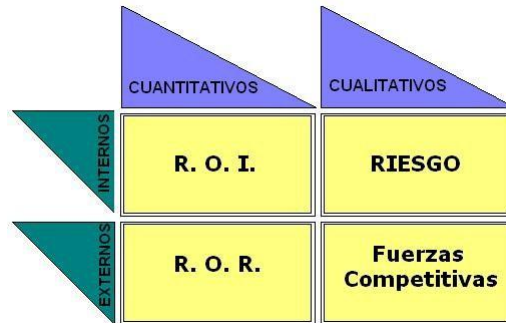 CUANTITATIVOS
CUALITATIVOS
INTERNOS
R. O. I.
RIESGO
EXTERNOS
R. O. R.
Fuerzas
Competitivas